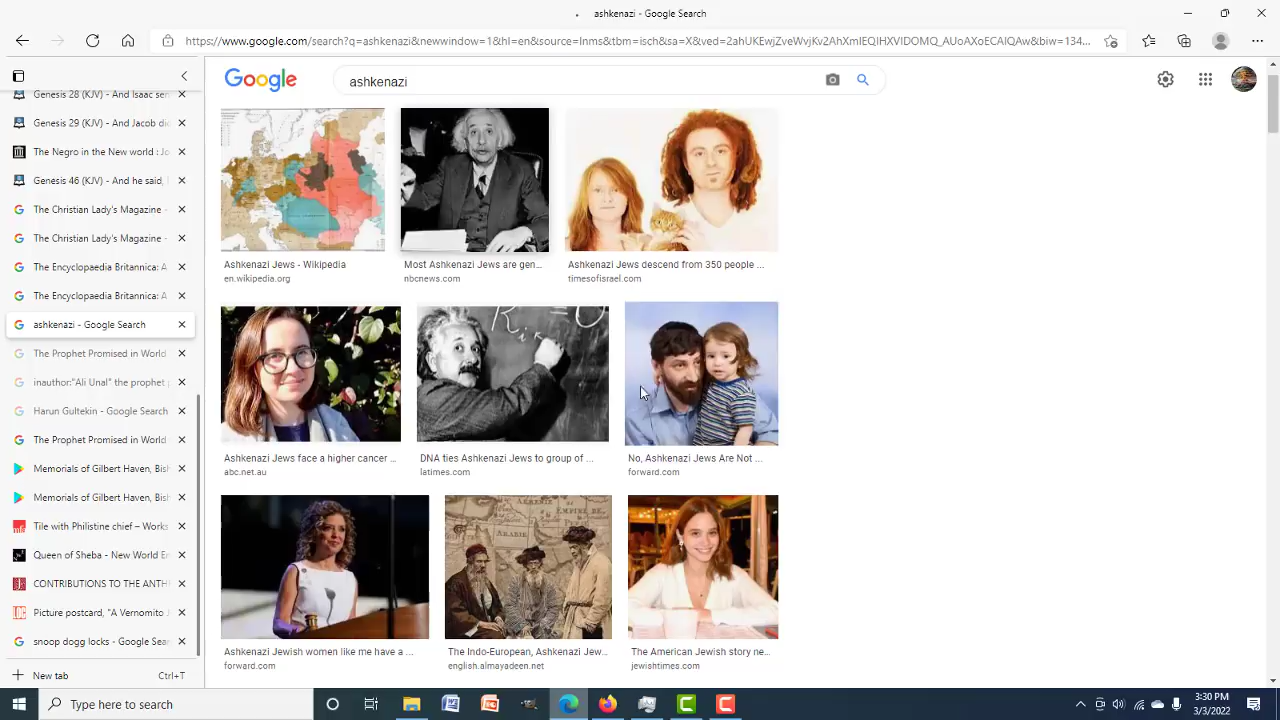 ashkenazi - Google Search
https://www.google.com/search?q=ashkenazi&newwindow=1&hl=en&source=lnms&tbm=isch&sa=X&ved=2ahUKEwjZveWvjKv2AhXmIEQIHXVIDOMQ_AUoAXoECAIQAw&biw=134...
Genesis 28 (KJV) - And Isaac
Genesis 29 (KJV) - And Jacob di
The Negro in the New world : Jo
Genesis 46 (KJV) - And he said
The Christian Lady's Magazine
The Christian Lady's Magazine -
The Encyclopaedia Britannica: A
The Encyclopaedia Britannica: A
ashkenazi - Google Search
The Prophet Promised in World
inauthor:"Ali Unal" the prophet
Harun Gultekin - Google Search
The Prophet Promised in World
Memorials of Gilbert Haven, Bis
Memorials of Gilbert Haven, Bis
Tile with Philistine chief – Works
Queen of Sheba - New World E
CONTRIBUTIONS TO THE ANTH
Picture postcard, "A Vernomito
snoop dogg locks - Google Sear
New tab
Ctrl+T
Google
ashkenazi
Ashkenazi Jews - Wikipedia
en.wikipedia.org
Most Ashkenazi Jews are gen...
nbcnews.com
Ashkenazi Jews descend from 350 people ...
timesofisrael.com
Ashkenazi Jews face a higher cancer ...
abc.net.au
DNA ties Ashkenazi Jews to group of ...
latimes.com
No, Ashkenazi Jews Are Not ...
forward.com
ARABIE
EMPIRE DE
Ashkenazi Jewish women like me have a ...
forward.com
The Indo-European, Ashkenazi Jew...
english.almayadeen.net
The American Jewish story ne...
jewishtimes.com
Type here to search
3:30 PM
3/3/2022